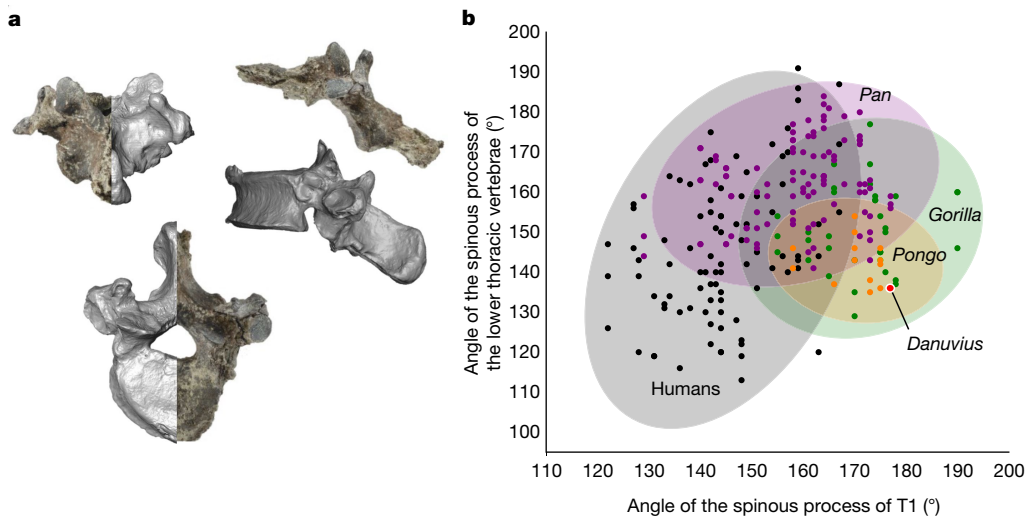 a
b
Angle of the spinous process of
the lower thoracic vertebrae (°)
200
190
180
170
160
150
140
130
120
110
100
Pan
Gorilla
Pongo
Danuvius
Humans
110 120 130 140 150 160 170 180 190 200
Angle of the spinous process of T1 (°)